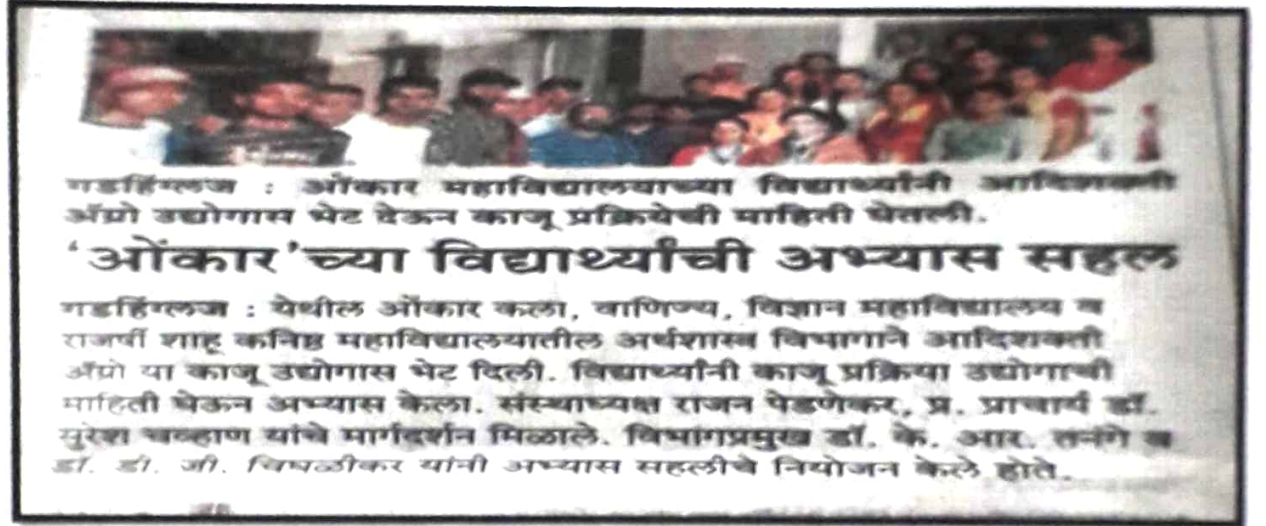 गडहिंग्लज : ओंकार महाविद्यालयाच्या विद्यार्थ्यांनी आदिशक्ती
ॲग्रो उद्योगास भेट देऊन काजू प्रक्रियेची माहिती घेतली.
‘ओंकार’च्या विद्यार्थ्यांची अभ्यास सहल
गडहिंग्लज : येथील ओंकार कला, वाणिज्य, विज्ञान महाविद्यालय व
राजर्षी शाहू कनिष्ठ महाविद्यालयातील अर्थशास्त्र विभागाने आदिशक्ती
ॲग्रो या काजू उद्योगास भेट दिली. विद्यार्थ्यांनी काजू प्रक्रिया उद्योगाची
माहिती घेऊन अभ्यास केला. संस्थाध्यक्ष राजन पेडणेकर, प्र. प्राचार्य डॉ.
सुरेश चव्हाण यांचे मार्गदर्शन मिळाले. विभागप्रमुख डॉ. के. आर. तनंगे व
डॉ. डी. जी. यांनी अभ्यास सहलीचे नियोजन केले होते.